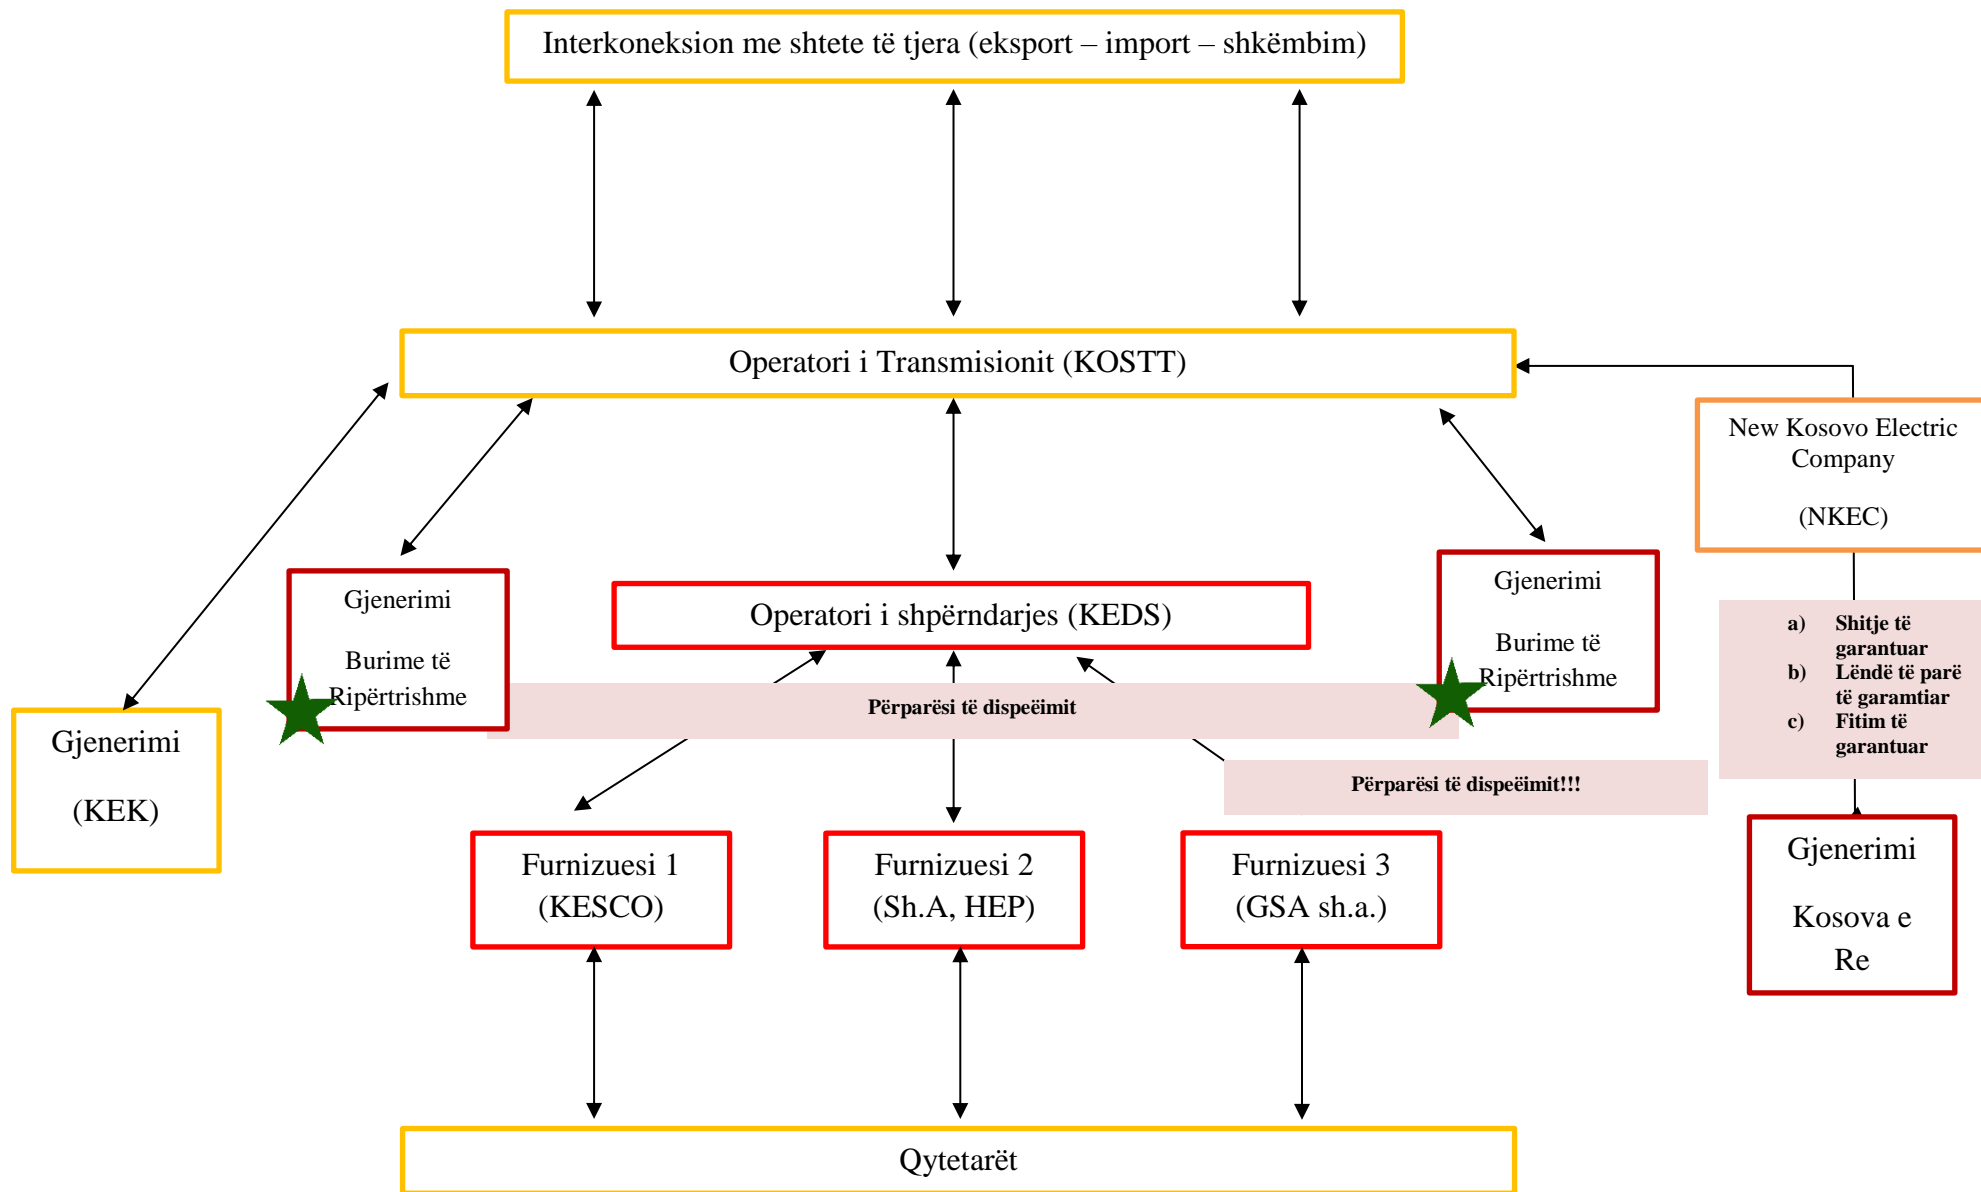 Interkoneksion me shtete të tjera (eksport – import – shkëmbim)
Operatori i Transmisionit (KOSTT)
New Kosovo Electric
Company
(NKEC)
Gjenerimi
Burime të
Ripërtrishme
Operatori i shpërndarjes (KEDS)
Gjenerimi
Burime të
Ripërtrishme
a) Shitje të
garantuar
b) Lëndë të parë
të garamtiar
c) Fitim të
garantuar
Përparësi të dispeëimit
Gjenerimi
(KEK)
Përparësi të dispeëimit!!!
Furnizuesi 1
(KESCO)
Furnizuesi 2
(Sh.A, HEP)
Furnizuesi 3
(GSA sh.a.)
Gjenerimi
Kosova e
Re
Qytetarët